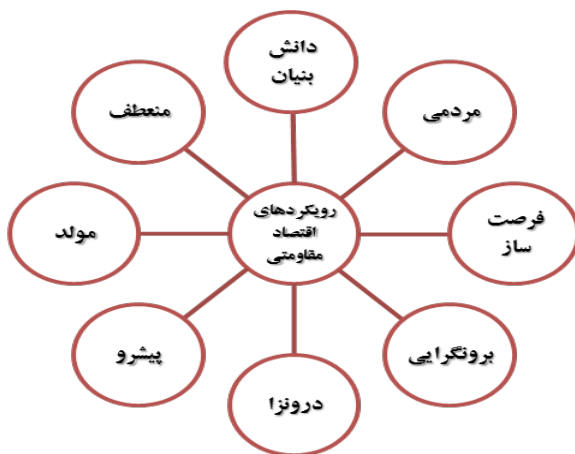 رویکردهای
اقتصاد
مقاومتی
دانش
بنیان
مردمی
فرصت
ساز
برونگرایی
درونزا
پیشرو
مولد
منعطف